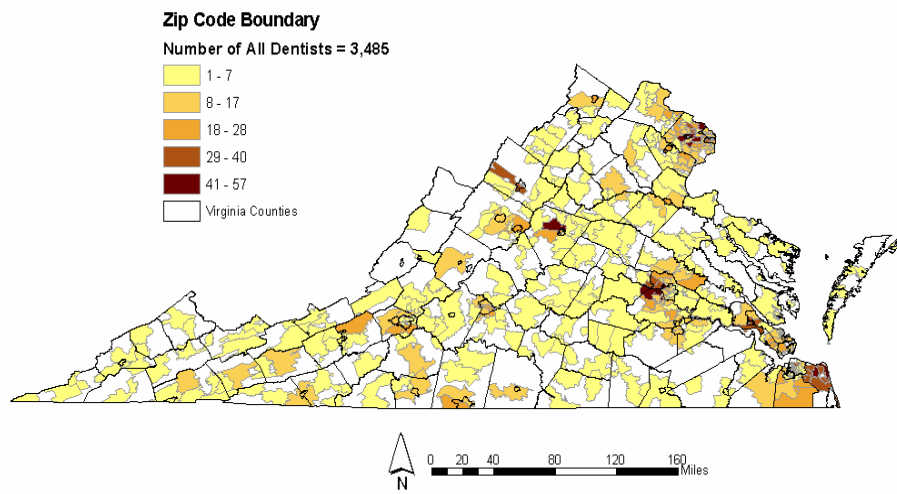 Zip Code Boundary
Number of All Dentists = 3,485
1 - 7
8 - 17
18 - 28
29 - 40
41 - 57
Virginia Counties
N
0 20 40 80 120 160
Miles